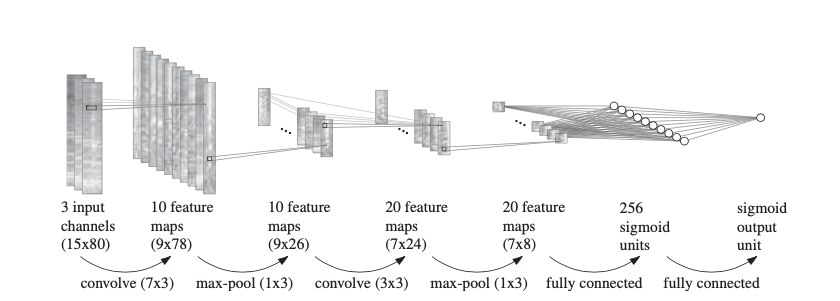 3 input
channels
(15x80)
10 feature
maps
(9x78)
10 feature
maps
(9x26)
20 feature
maps
(7x24)
20 feature
maps
(7x8)
256
sigmoid
units
sigmoid
output
unit
convolve (7x3)
max-pool (1x3)
convolve (3x3)
max-pool (1x3)
fully connected
fully connected